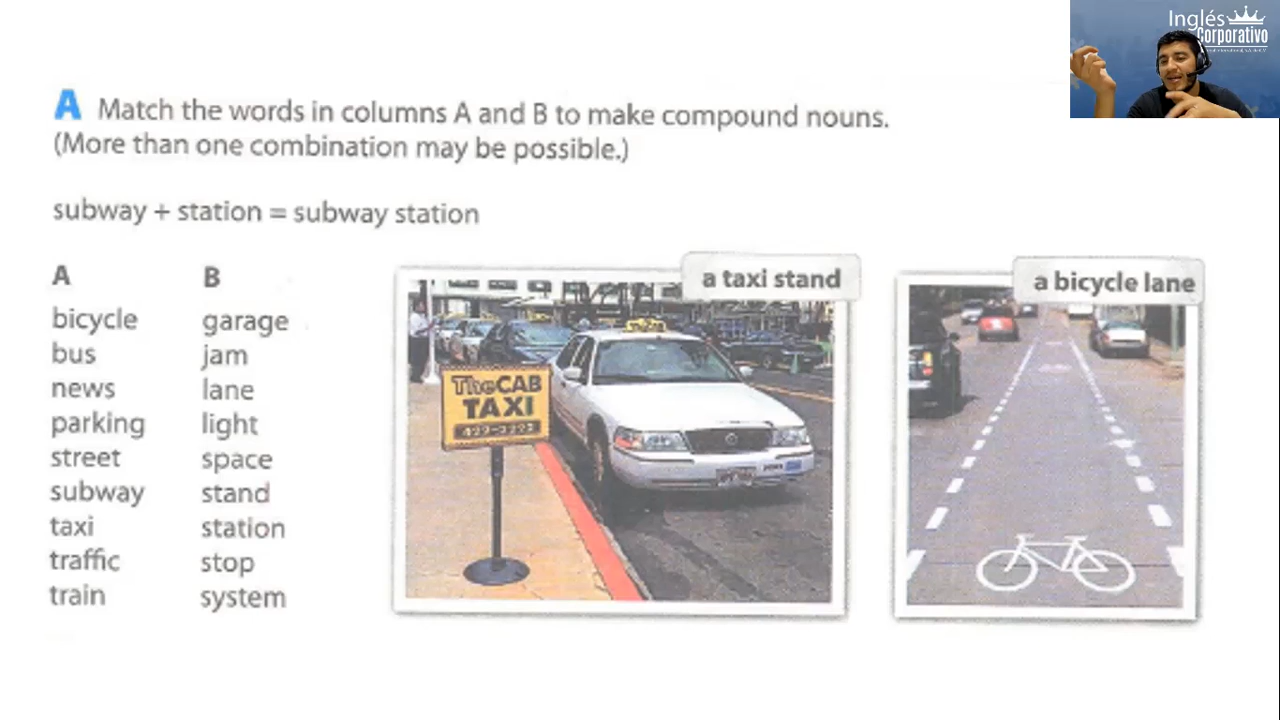 Inglés
Corporativo
A Match the words in columns A and B to make compound nouns.
(More than one combination may be possible.)
subway + station = subway station
A B
bicycle garage
bus jam
news lane
parking light
street space
subway stand
taxi station
traffic stop
train system
a taxi stand
The CAB
TAXI
a bicycle lane